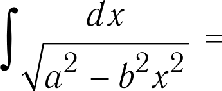 ∫ dx / √(a² − b²x²) =